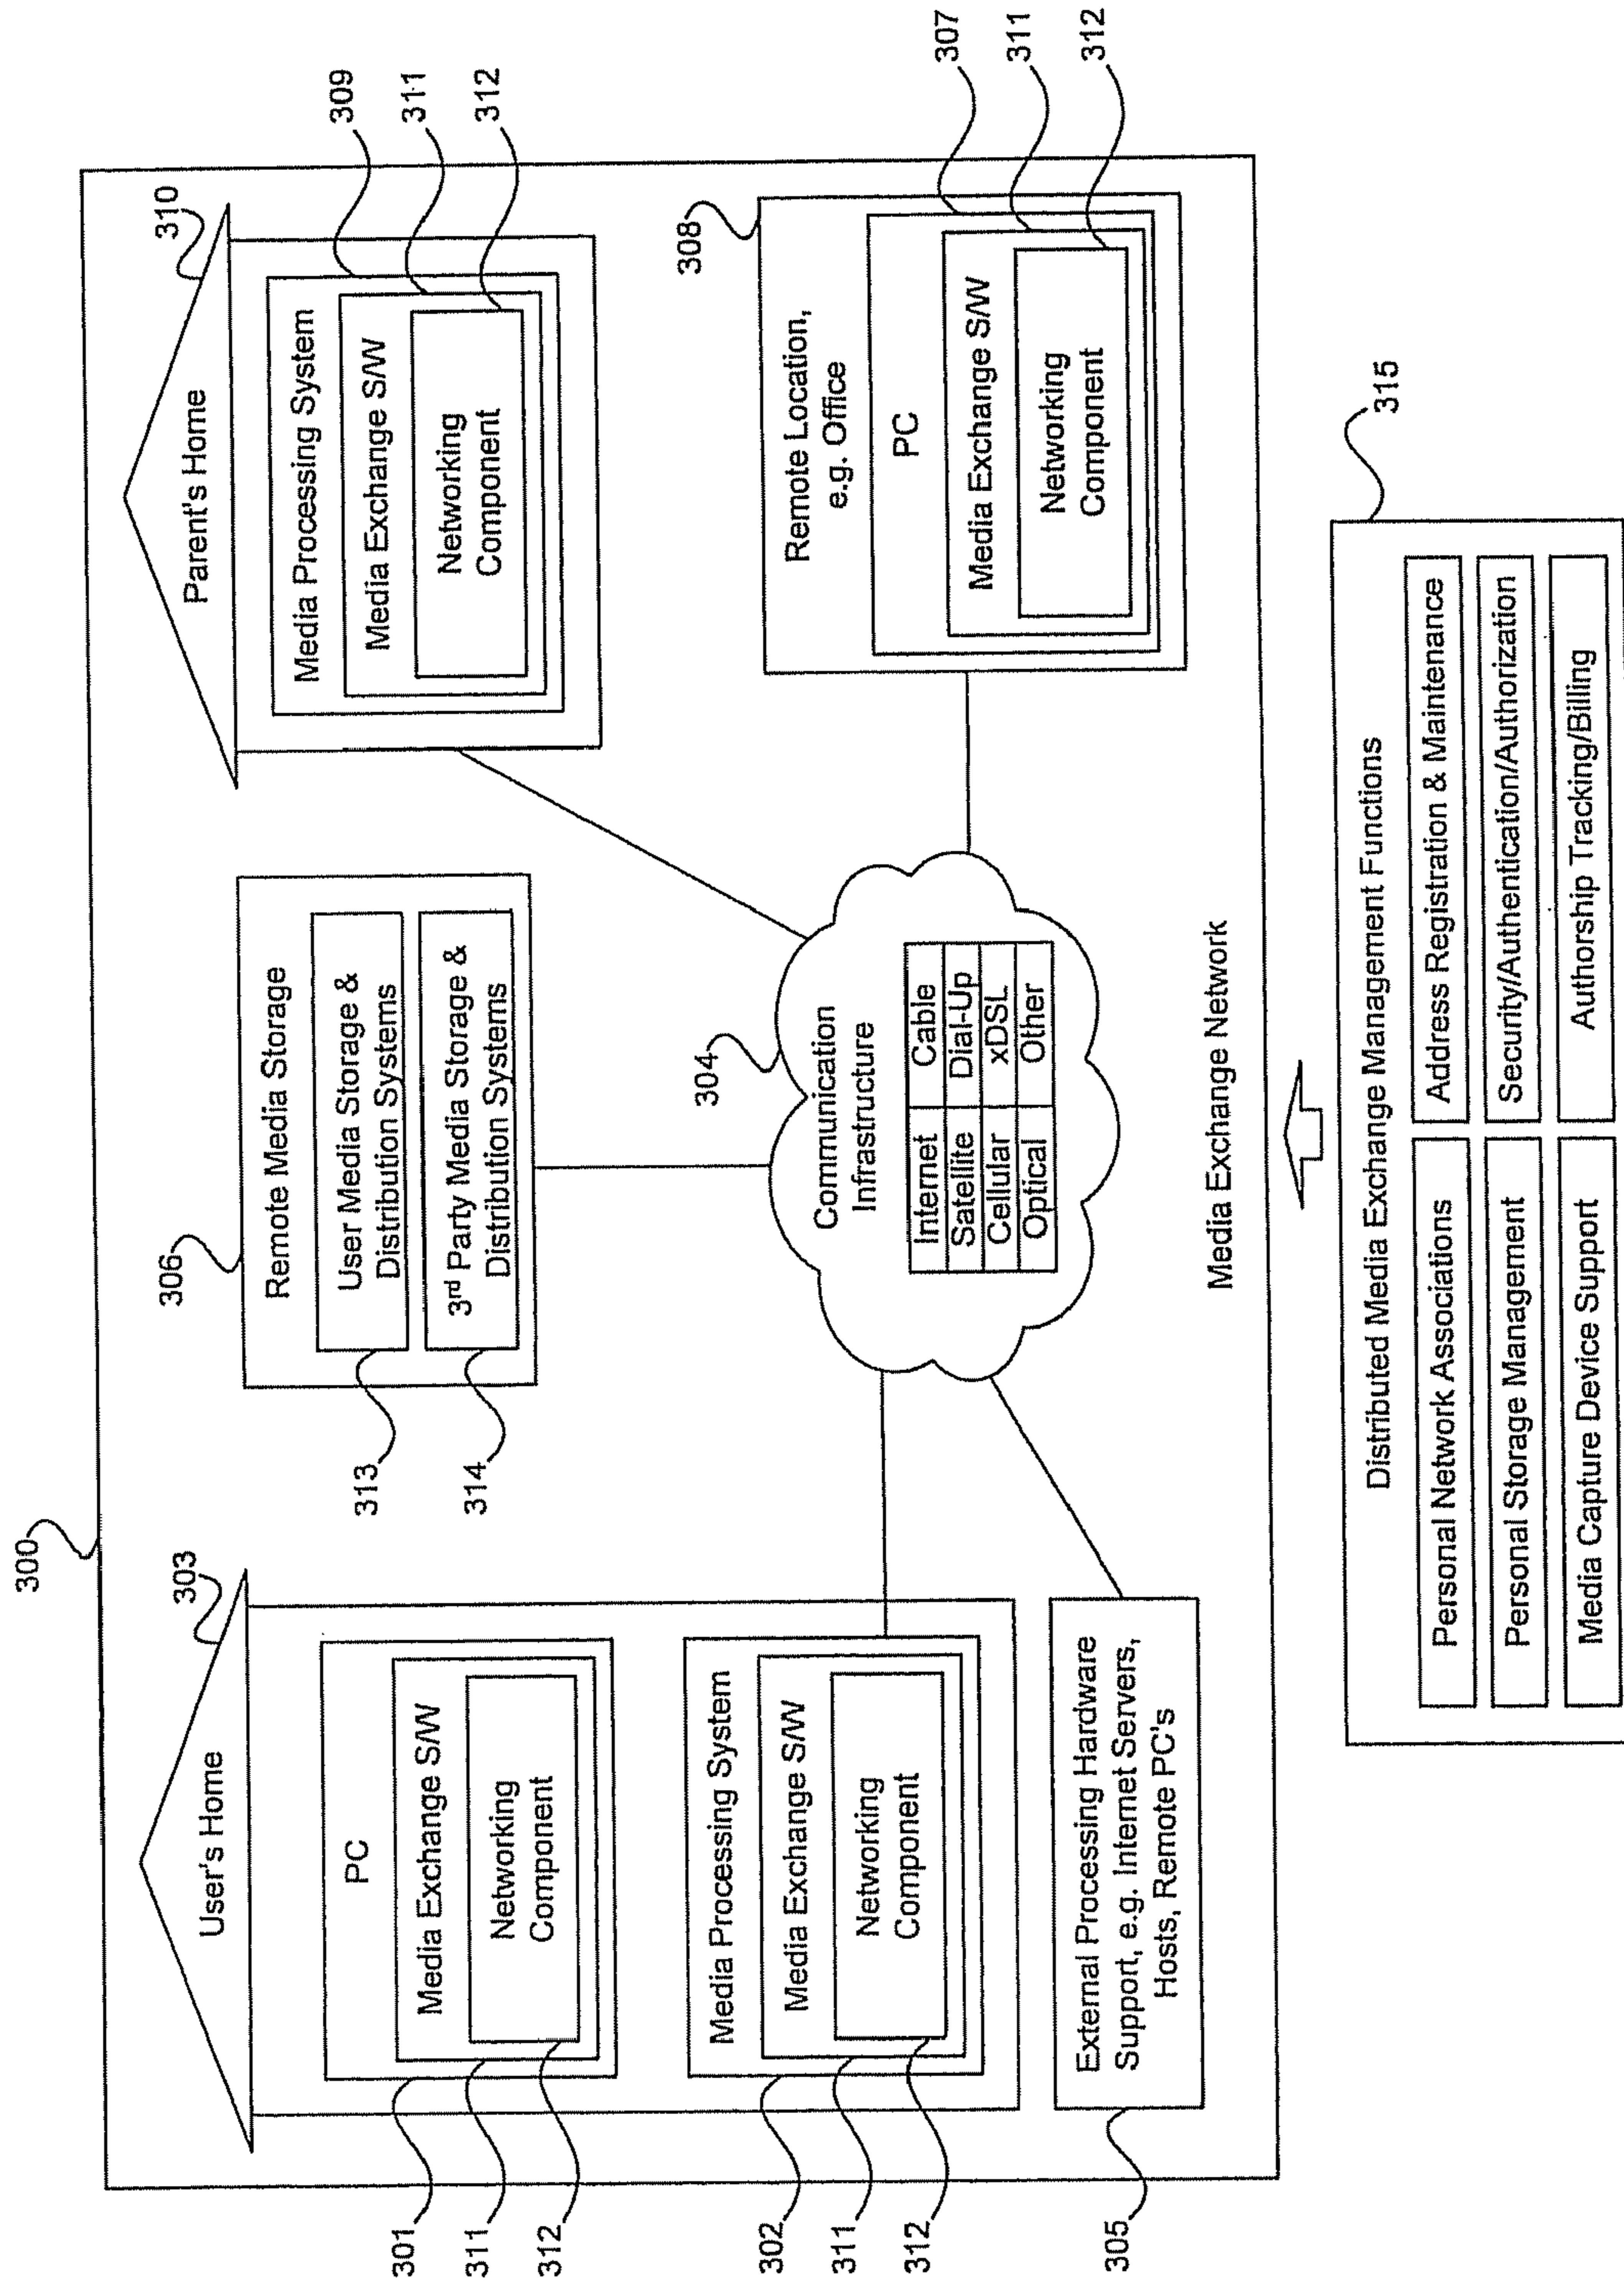 300
303
User's Home
PC
Media Exchange S/W
Networking
Component
301
311
312
Media Processing System
Media Exchange S/W
Networking
Component
302
311
312
External Processing Hardware
Support, e.g. Internet Servers,
Hosts, Remote PC's
305
306
Remote Media Storage
User Media Storage &
Distribution Systems
3rd Party Media Storage &
Distribution Systems
313
314
304
Communication
Infrastructure
Internet Cable
Satellite Dial-Up
Cellular xDSL
Optical Other
310
Parent's Home
Media Processing System
Media Exchange S/W
Networking
Component
309
311
312
308
Remote Location,
e.g. Office
PC
Media Exchange S/W
Networking
Component
307
311
312
Media Exchange Network
315
Distributed Media Exchange Management Functions
Personal Network Associations Address Registration & Maintenance
Personal Storage Management Security/Authentication/Authorization
Media Capture Device Support Authorship Tracking/Billing